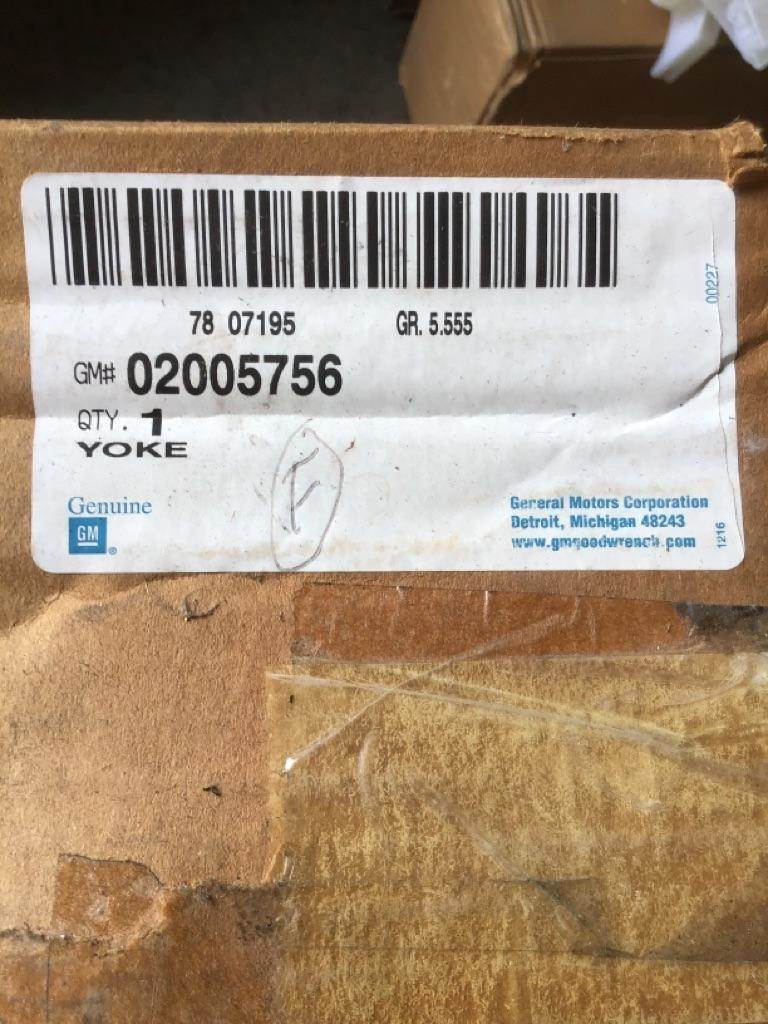 78 07195 GR. 5.555
GM# 02005756
QTY. 1
YOKE
F
Genuine
GM®
General Motors Corporation
Detroit, Michigan 48243
www.gmgoodwrench.com
00227
1216